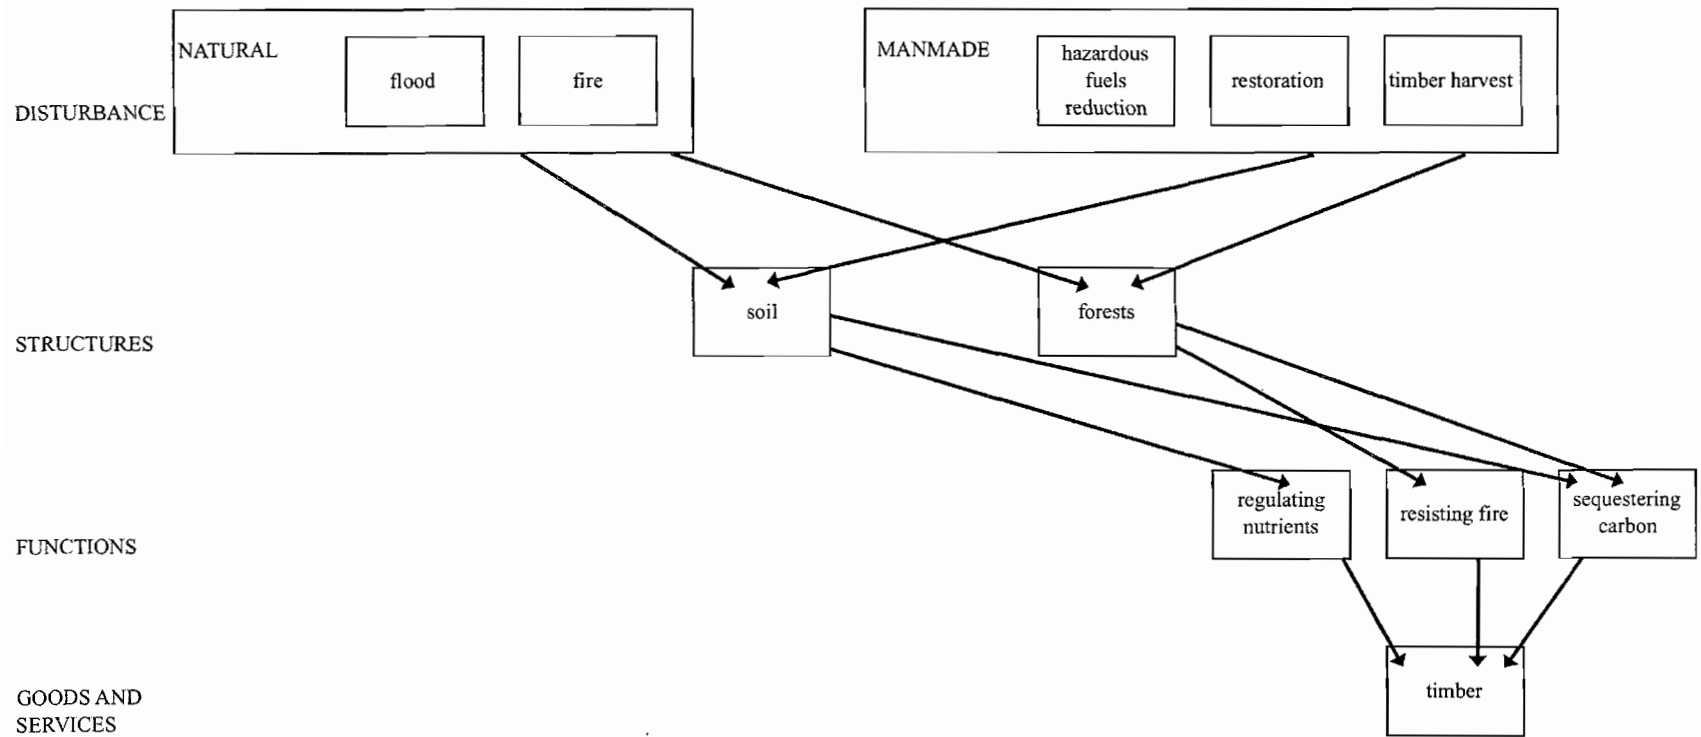 NATURAL
flood
fire
MANMADE
hazardous
fuels
reduction
restoration
timber harvest
DISTURBANCE
soil
forests
STRUCTURES
regulating
nutrients
resisting fire
sequestering
carbon
FUNCTIONS
timber
GOODS AND
SERVICES